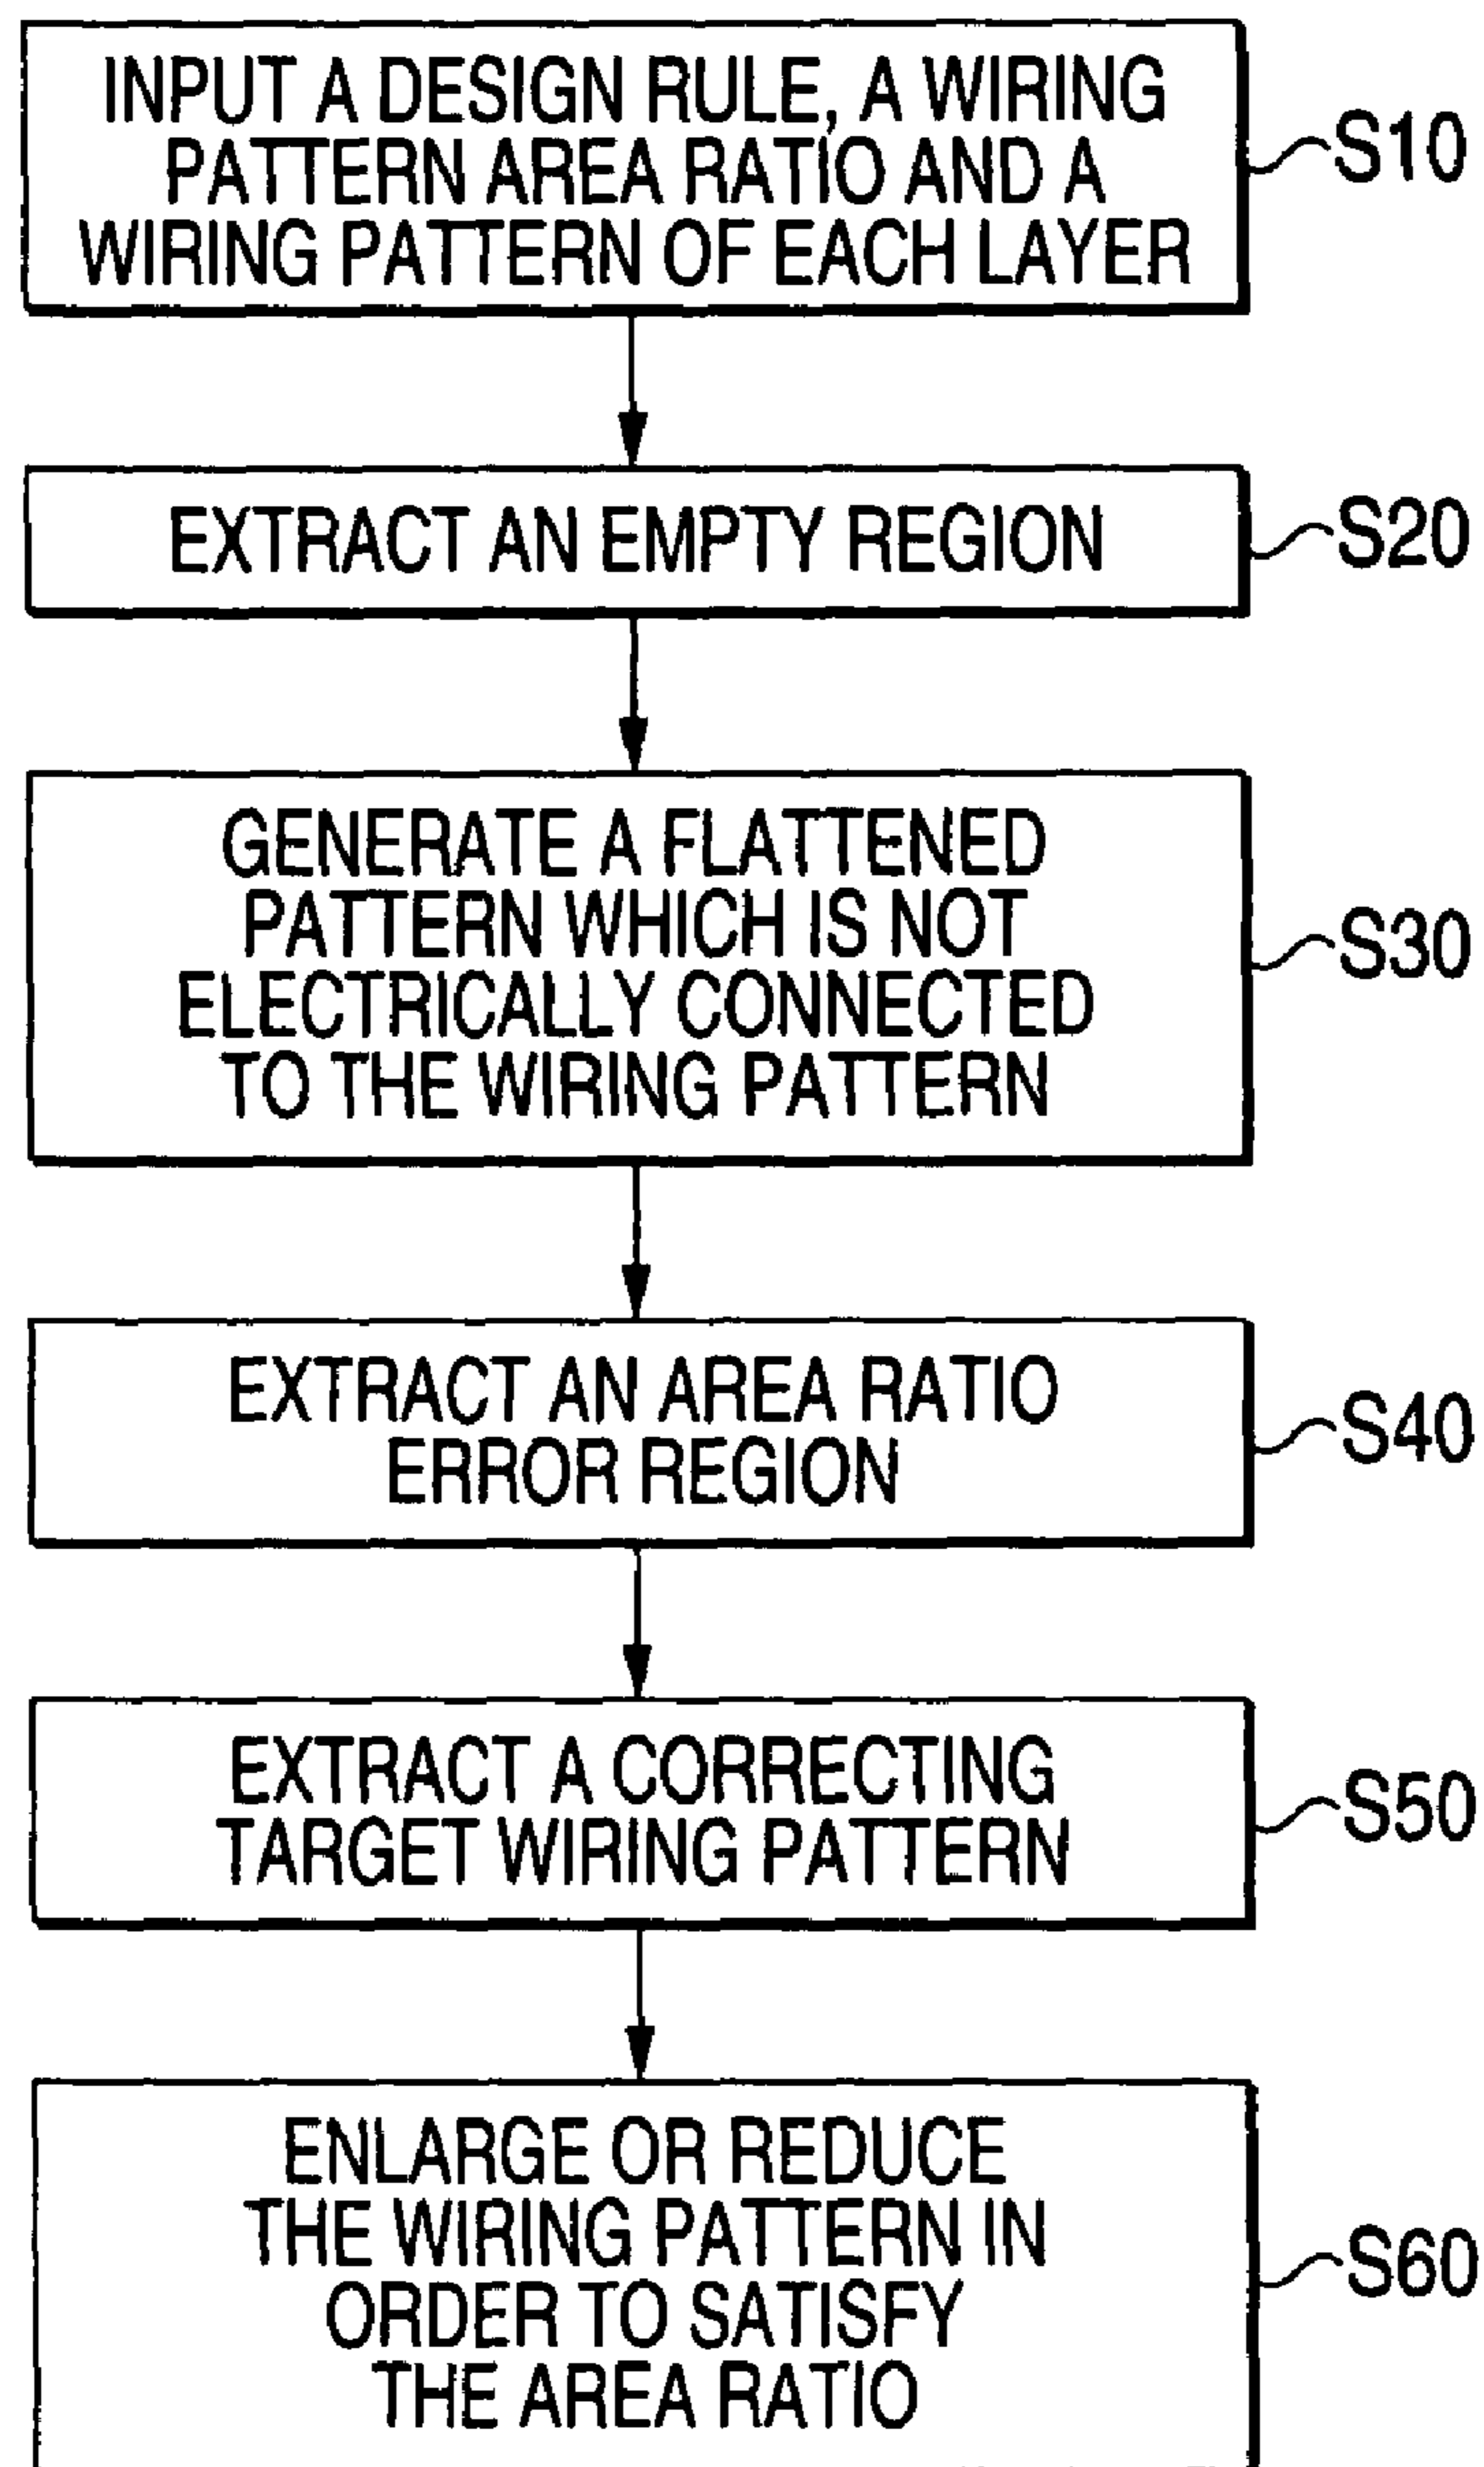 INPUT A DESIGN RULE, A WIRING
PATTERN AREA RATIO AND A
WIRING PATTERN OF EACH LAYER
S10
EXTRACT AN EMPTY REGION
S20
GENERATE A FLATTENED
PATTERN WHICH IS NOT
ELECTRICALLY CONNECTED
TO THE WIRING PATTERN
S30
EXTRACT AN AREA RATIO
ERROR REGION
S40
EXTRACT A CORRECTING
TARGET WIRING PATTERN
S50
ENLARGE OR REDUCE
THE WIRING PATTERN IN
ORDER TO SATISFY
THE AREA RATIO
S60